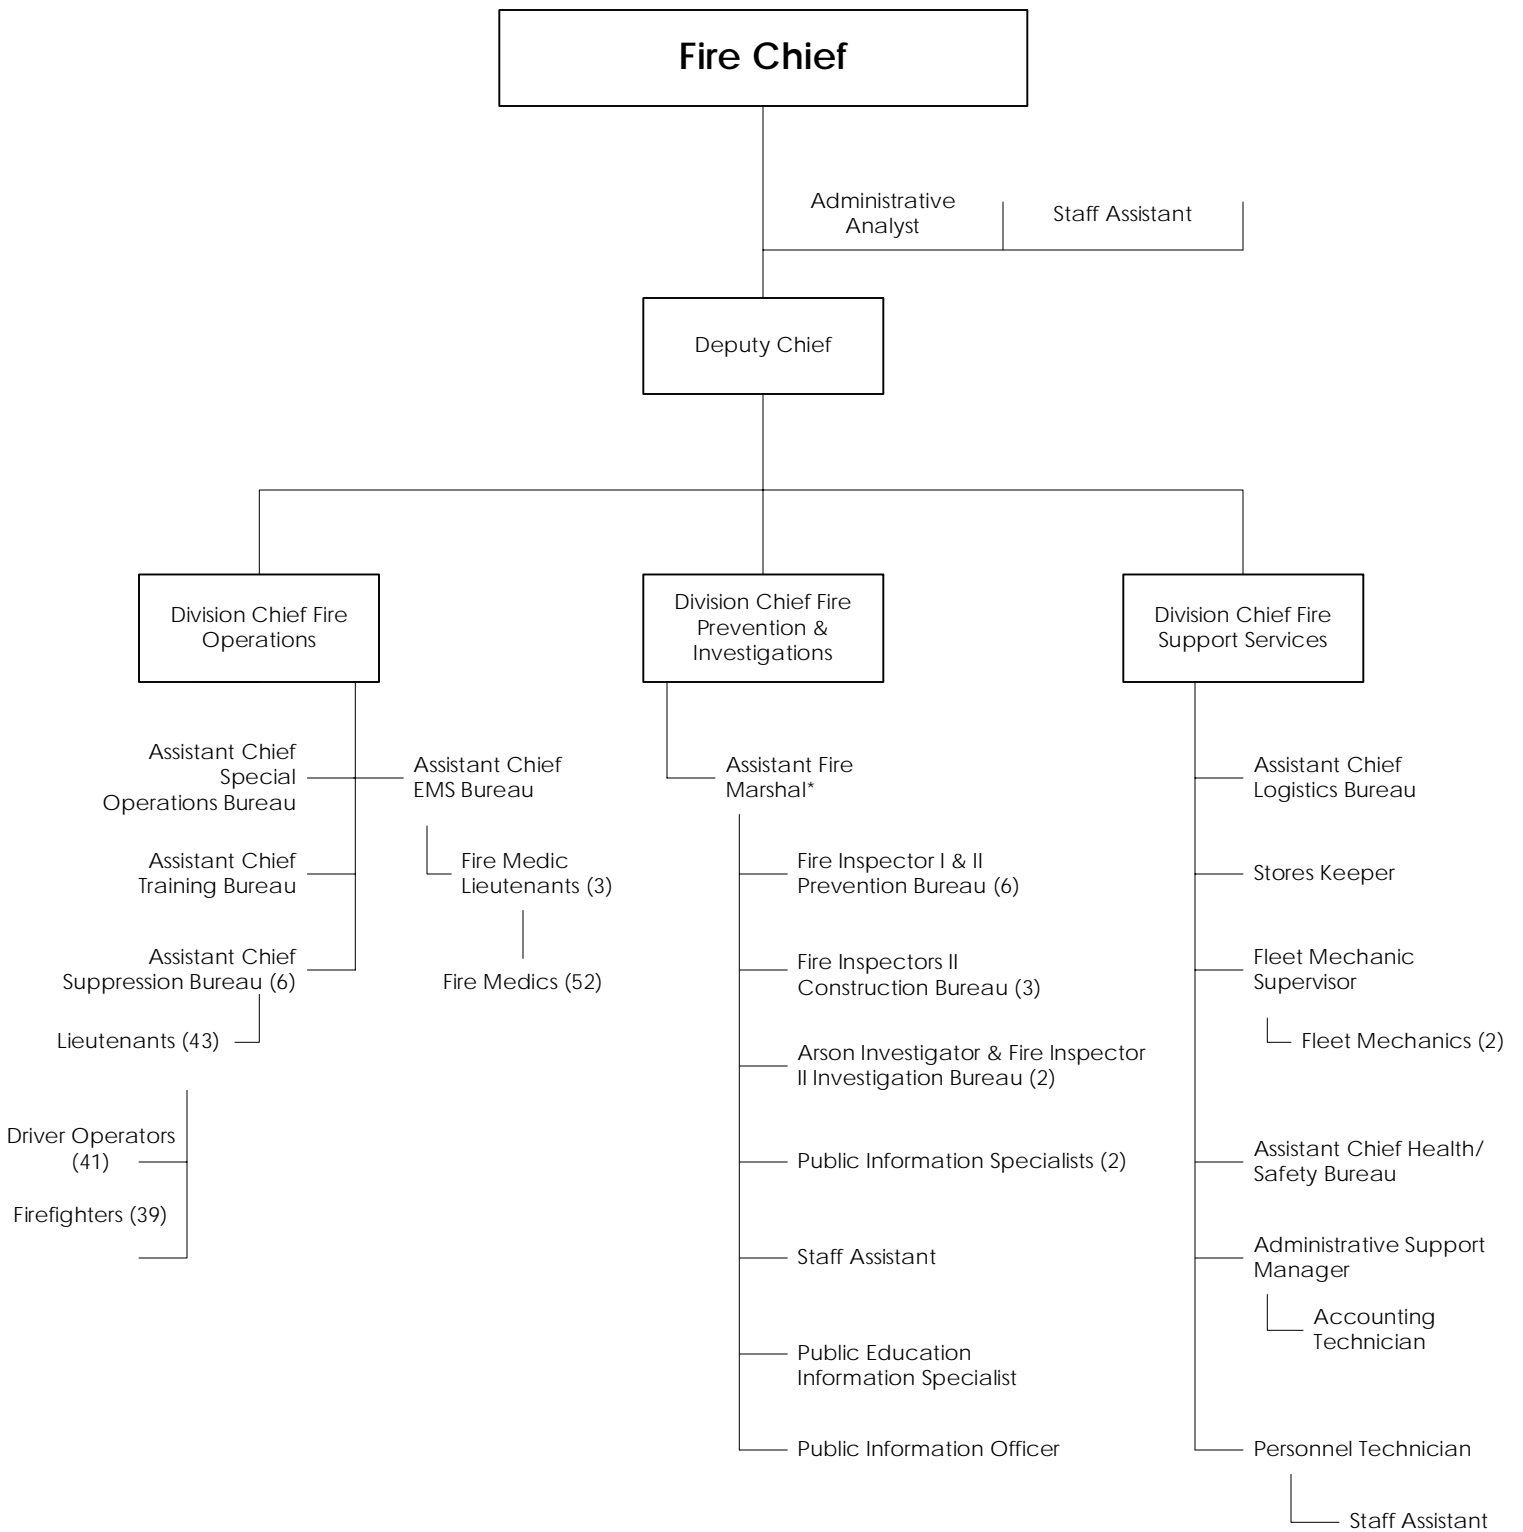 Fire Chief
Administrative
Analyst
Staff Assistant
Deputy Chief
Division Chief Fire
Operations
Division Chief Fire
Prevention &
Investigations
Division Chief Fire
Support Services
Assistant Chief
Special
Operations Bureau
Assistant Chief
EMS Bureau
Assistant Chief
Training Bureau
Fire Medic
Lieutenants (3)
Assistant Chief
Suppression Bureau (6)
Fire Medics (52)
Lieutenants (43)
Driver Operators
(41)
Firefighters (39)
Assistant Fire
Marshal*
Fire Inspector I & II
Prevention Bureau (6)
Fire Inspectors II
Construction Bureau (3)
Arson Investigator & Fire Inspector
II Investigation Bureau (2)
Public Information Specialists (2)
Staff Assistant
Public Education
Information Specialist
Public Information Officer
Assistant Chief
Logistics Bureau
Stores Keeper
Fleet Mechanic
Supervisor
Fleet Mechanics (2)
Assistant Chief Health/
Safety Bureau
Administrative Support
Manager
Accounting
Technician
Personnel Technician
Staff Assistant